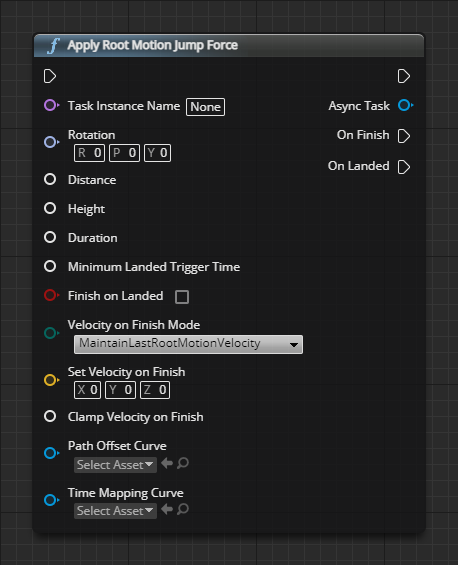 f Apply Root Motion Jump Force
Task Instance Name None Async Task
Rotation On Finish
R 0 P 0 Y 0
On Landed
Distance
Height
Duration
Minimum Landed Trigger Time
Finish on Landed
Velocity on Finish Mode
MaintainLastRootMotionVelocity
Set Velocity on Finish
X 0 Y 0 Z 0
Clamp Velocity on Finish
Path Offset Curve
Select Asset
Time Mapping Curve
Select Asset